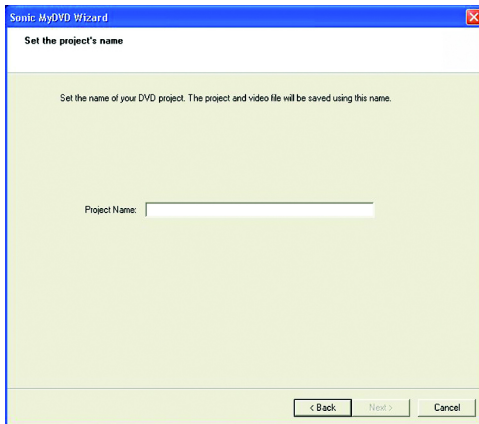 Sonic MyDVD Wizard
Set the project's name
Set the name of your DVD project. The project and video file will be saved using this name.
Project Name:
< Back Next > Cancel